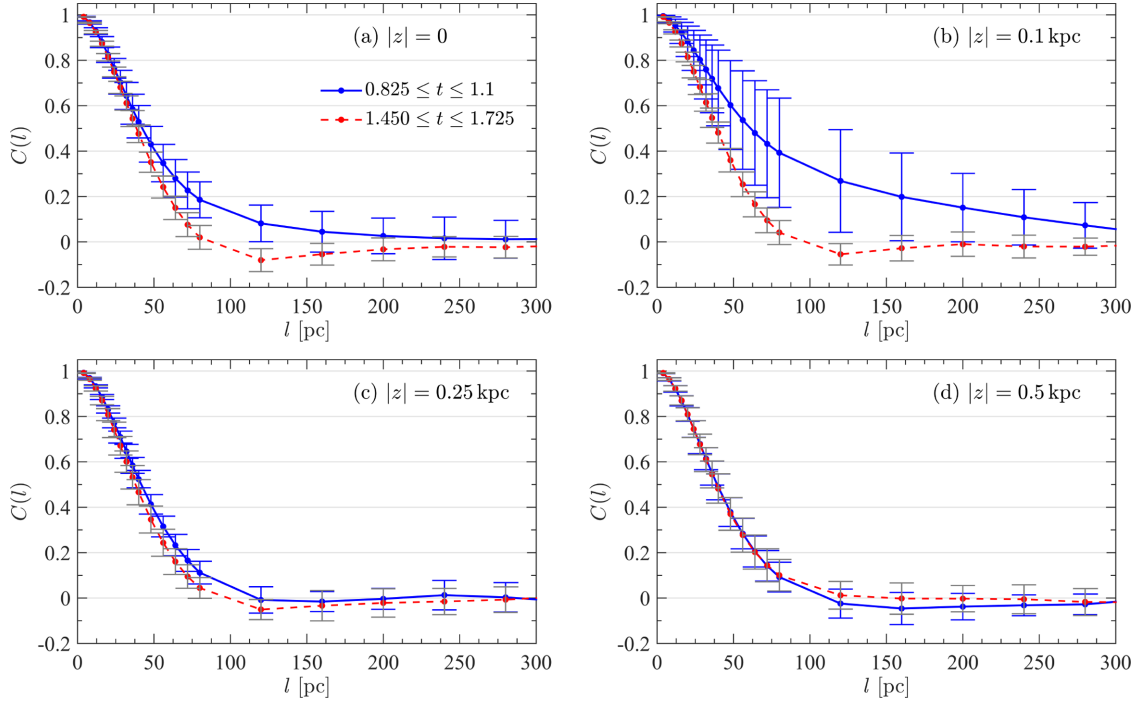 (a) |z| = 0
0.825 ≤ t ≤ 1.1
1.450 ≤ t ≤ 1.725
C(l)
1
0.8
0.6
0.4
0.2
0
-0.2
0 50 100 150 200 250 300
l [pc]
(b) |z| = 0.1 kpc
C(l)
1
0.8
0.6
0.4
0.2
0
-0.2
0 50 100 150 200 250 300
l [pc]
(c) |z| = 0.25 kpc
C(l)
1
0.8
0.6
0.4
0.2
0
-0.2
0 50 100 150 200 250 300
l [pc]
(d) |z| = 0.5 kpc
C(l)
1
0.8
0.6
0.4
0.2
0
-0.2
0 50 100 150 200 250 300
l [pc]